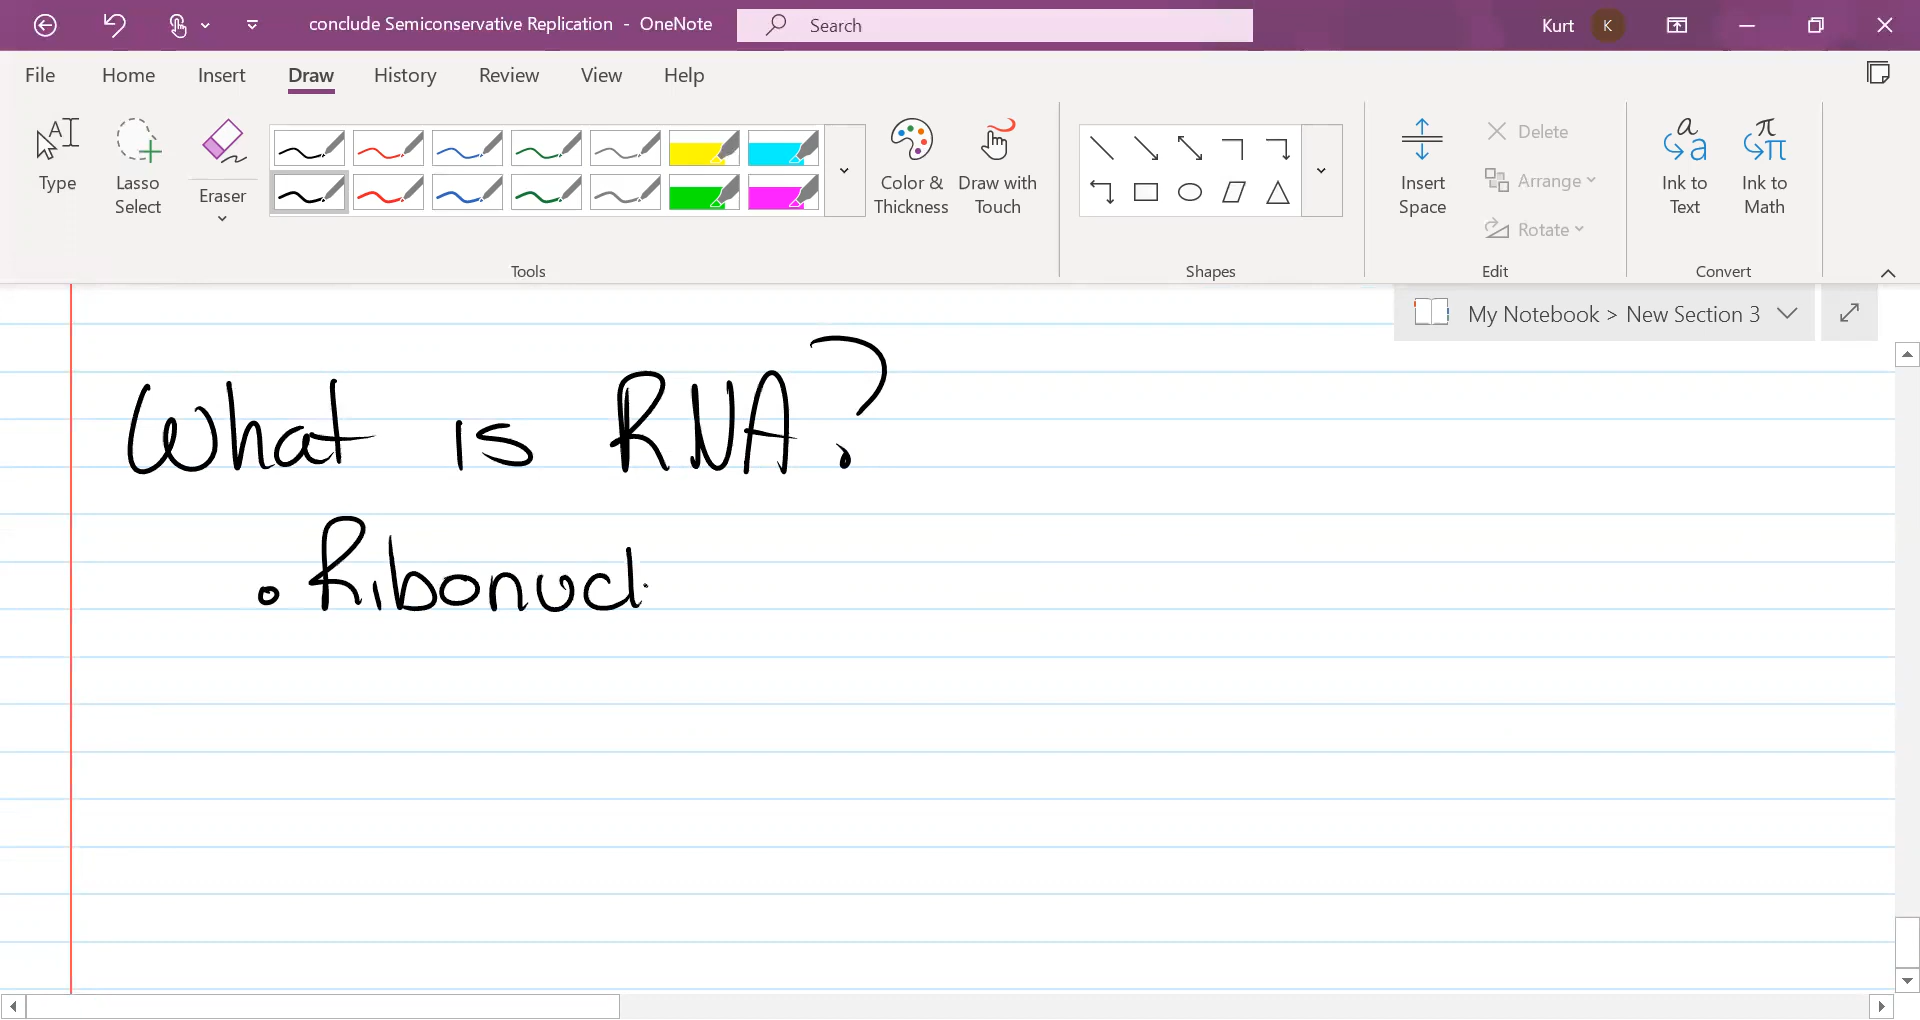 conclude Semiconservative Replication - OneNote
Search
Kurt K
File Home Insert Draw History Review View Help
Type
Lasso Select
Eraser
Color & Thickness
Draw with Touch
Insert Space
Delete
Arrange
Rotate
Ink to Text
Ink to Math
Tools
Shapes
Edit
Convert
My Notebook > New Section 3
What is RNA?
• Ribonucl